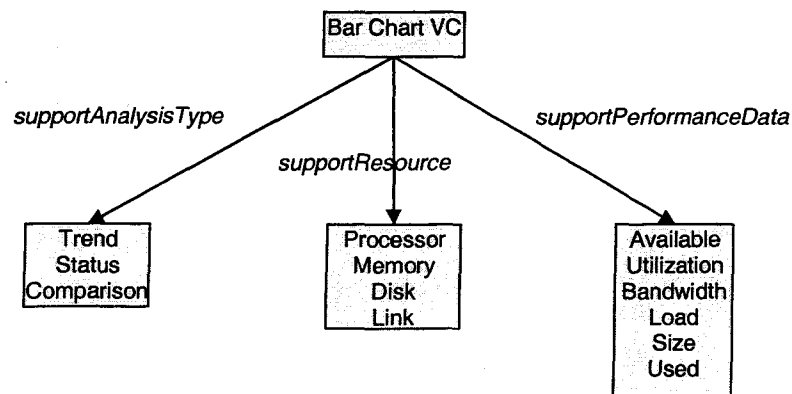 Bar Chart VC
supportAnalysisType
supportPerformanceData
supportResource
Trend
Status
Comparison
Processor
Memory
Disk
Link
Available
Utilization
Bandwidth
Load
Size
Used